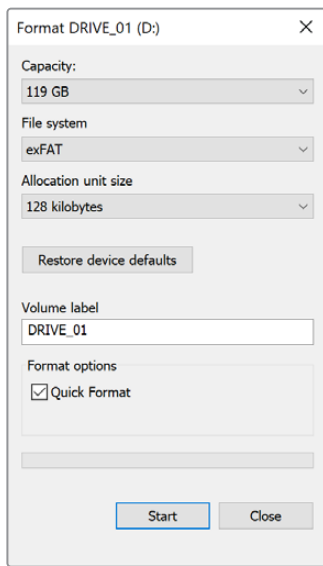 Format DRIVE_01 (D:)
Capacity:
119 GB
File system
exFAT
Allocation unit size
128 kilobytes
Restore device defaults
Volume label
DRIVE_01
Format options
Quick Format
Start Close